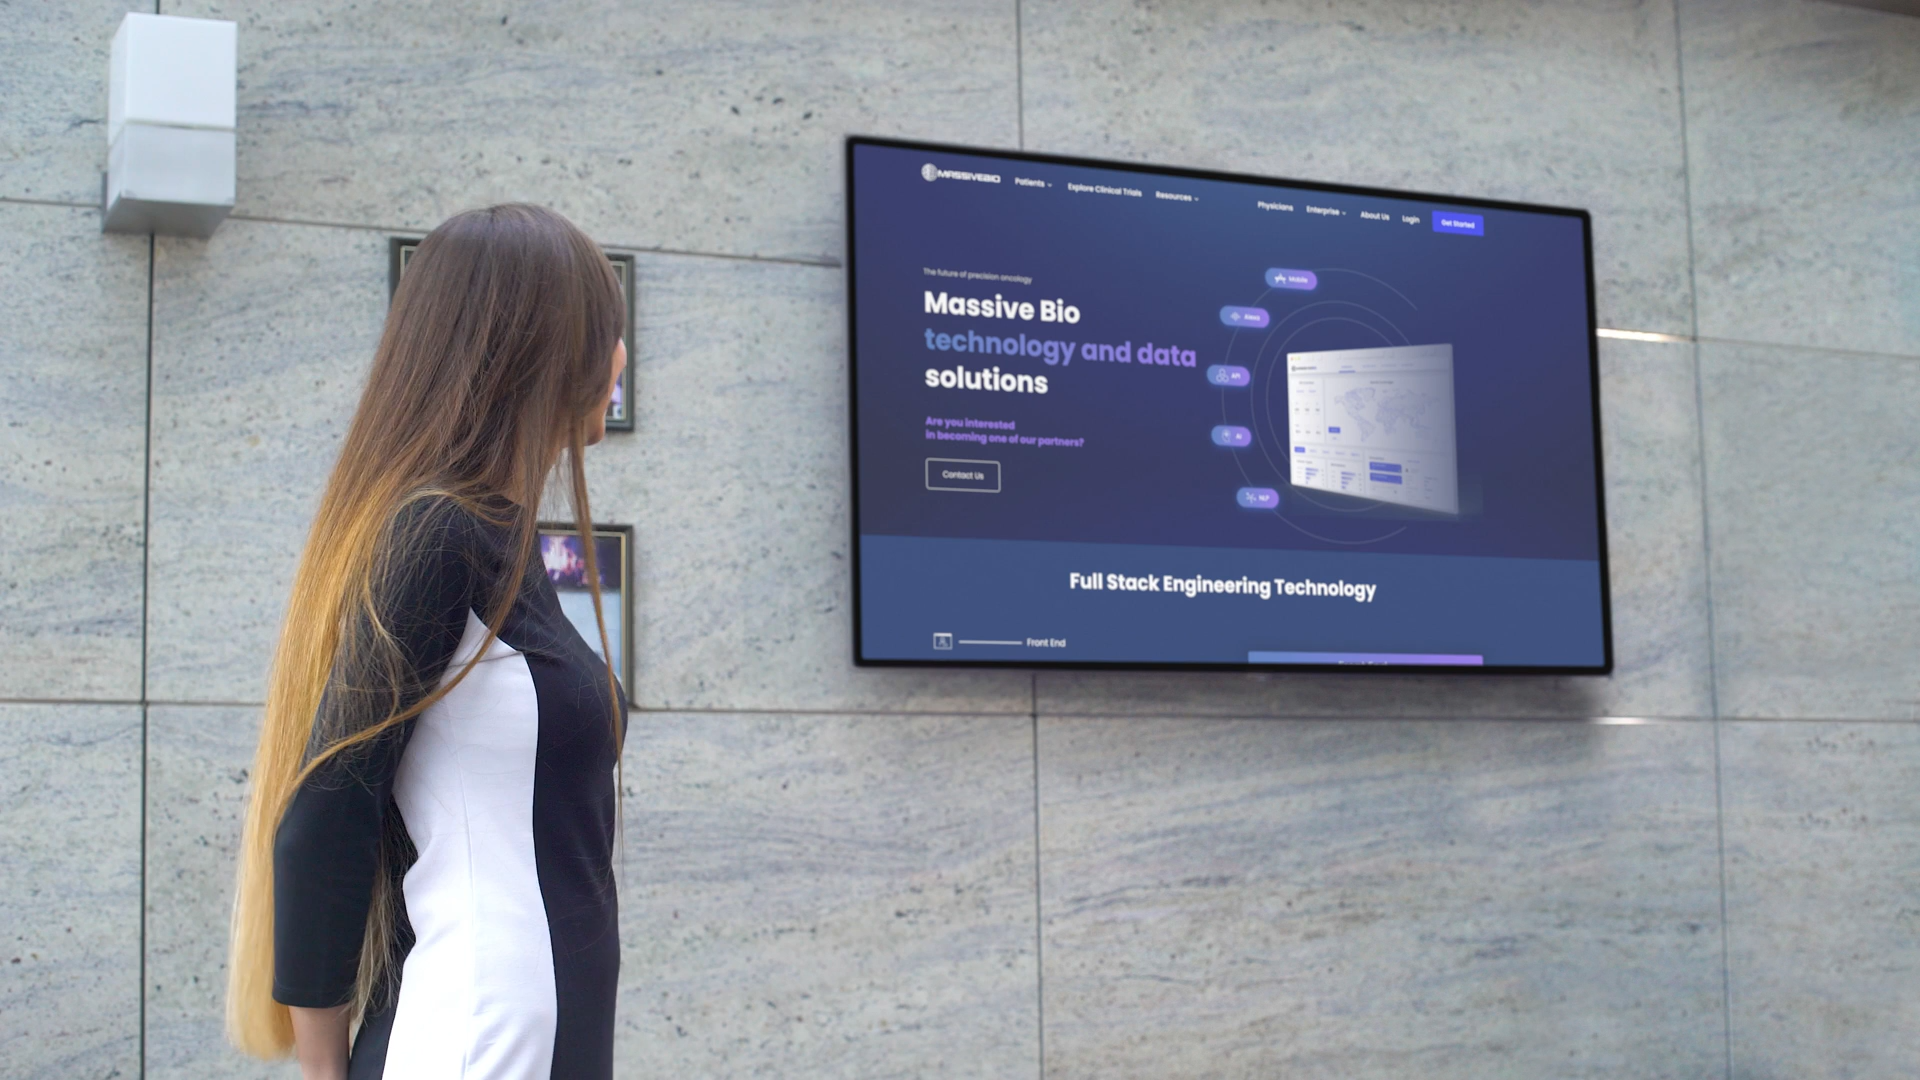 MASSIVEBIO
Patients
Explore Clinical Trials
Resources
Physicians
Enterprise
About Us
Login
Get Started
The future of precision oncology
Massive Bio
technology and data
solutions
Are you interested
in becoming one of our partners?
Contact Us
Mobile
Alexa
API
AI
NLP
Full Stack Engineering Technology
Front End